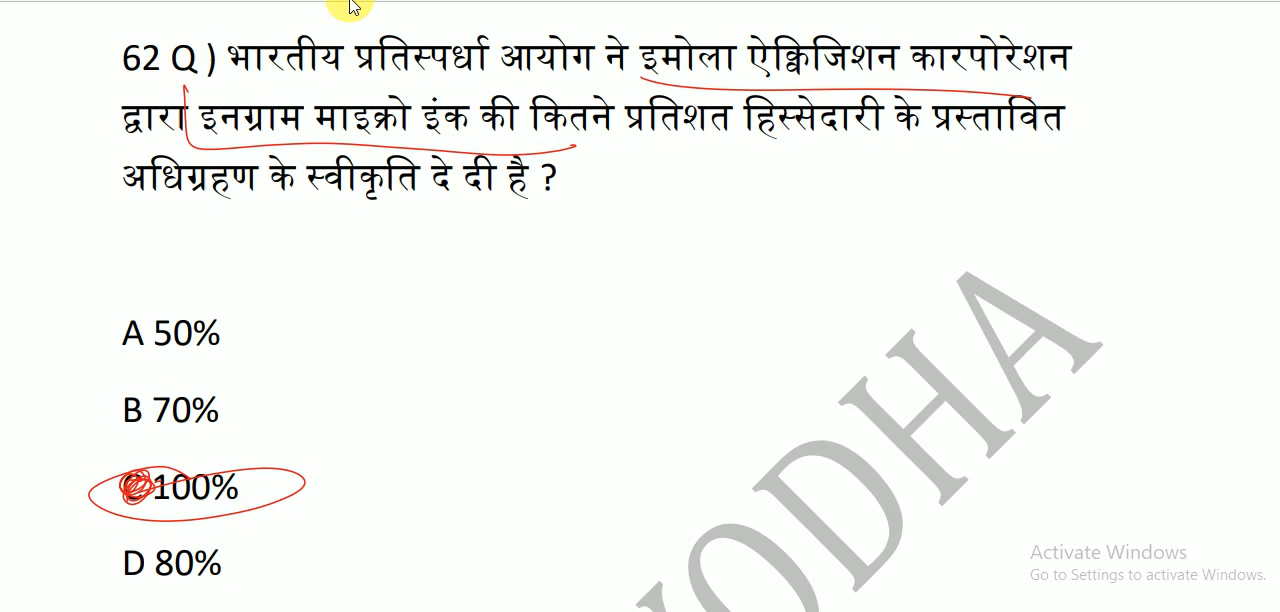 62 Q ) भारतीय प्रतिस्पर्धा आयोग ने इमोला ऐक्विजिशन कारपोरेशन
द्वारा इनग्राम माइक्रो इंक की कितने प्रतिशत हिस्सेदारी के प्रस्तावित
अधिग्रहण के स्वीकृति दे दी है ?
A 50%
B 70%
C 100%
D 80%
Activate Windows
Go to Settings to activate Windows.